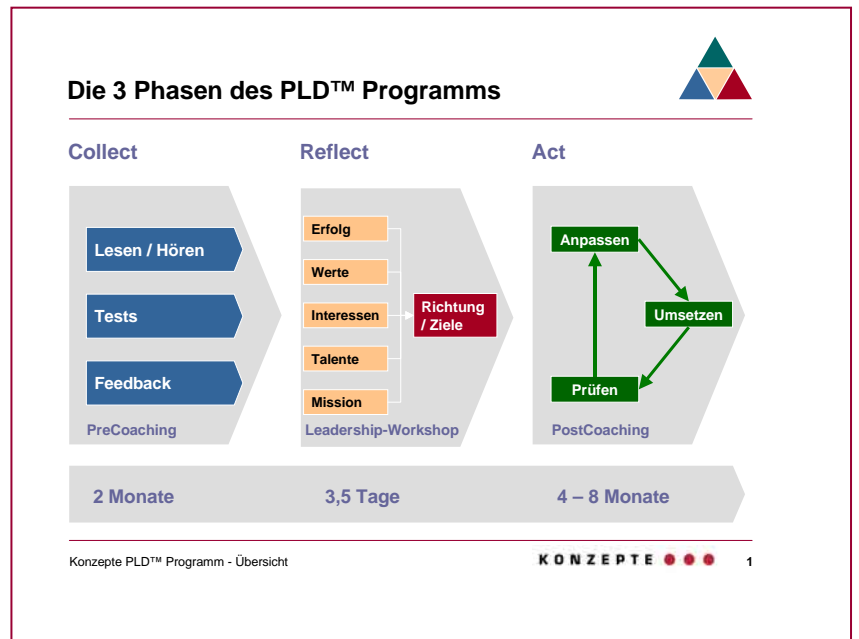 Die 3 Phasen des PLD™ Programms
Collect
Reflect
Act
Lesen / Hören
Tests
Feedback
PreCoaching
Erfolg
Werte
Interessen
Talente
Mission
Richtung
/ Ziele
Leadership-Workshop
Anpassen
Umsetzen
Prüfen
PostCoaching
2 Monate
3,5 Tage
4 – 8 Monate
Konzepte PLD™ Programm - Übersicht
KONZEPTE
1